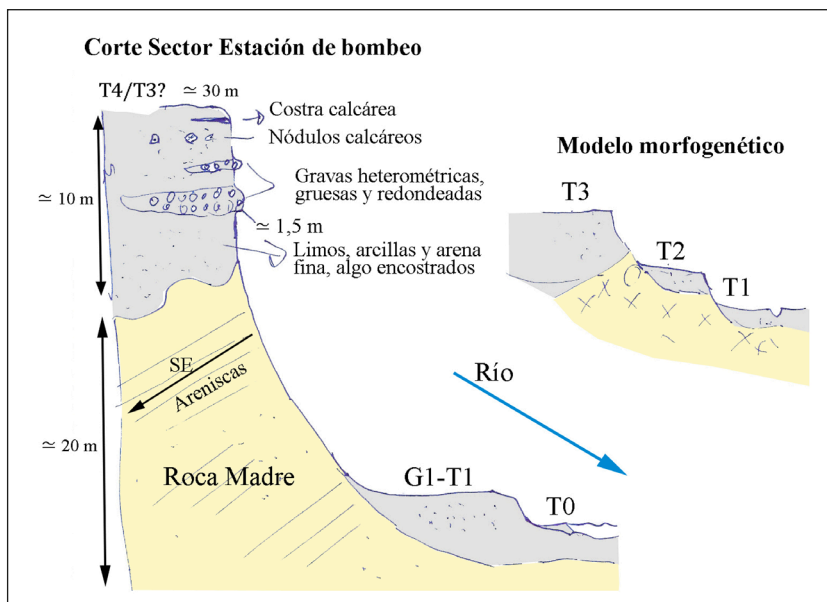 Corte Sector Estación de bombeo
T4/T3? ≃ 30 m
Costra calcárea
Nódulos calcáreos
Gravas heterométricas,
gruesas y redondeadas
≃ 10 m
≃ 1,5 m
Limos, arcillas y arena
fina, algo encostrados
SE
Areniscas
≃ 20 m
Roca Madre
G1-T1
T0
Modelo morfogenético
T3
T2
T1
Río